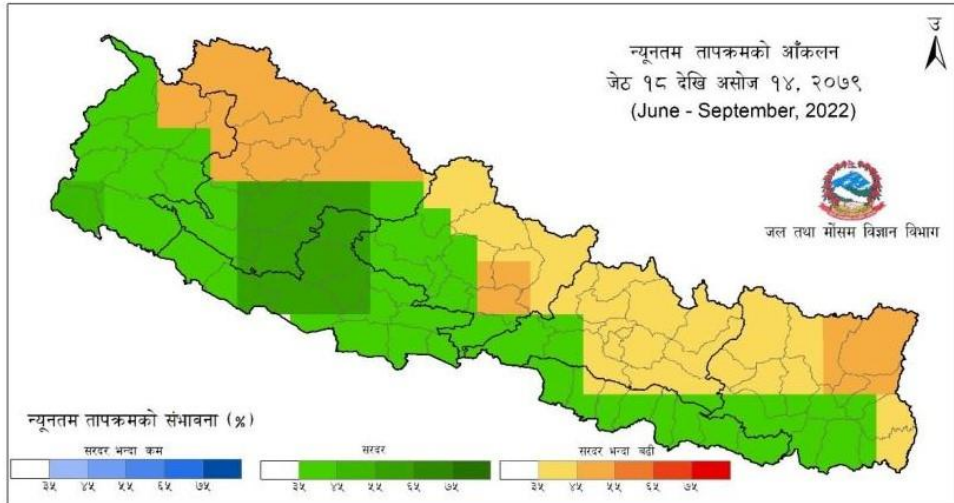 उ
न्यूनतम तापक्रमको आँकलन
जेठ १८ देखि असोज १४, २०७९
(June - September, 2022)
जल तथा मौसम विज्ञान विभाग
न्यूनतम तापक्रमको संभावना (%)
सरदर भन्दा कम
३५ ४५ ५५ ६५ ७५
सरदर
३५ ४५ ५५ ६५ ७५
सरदर भन्दा बढी
३५ ४५ ५५ ६५ ७५